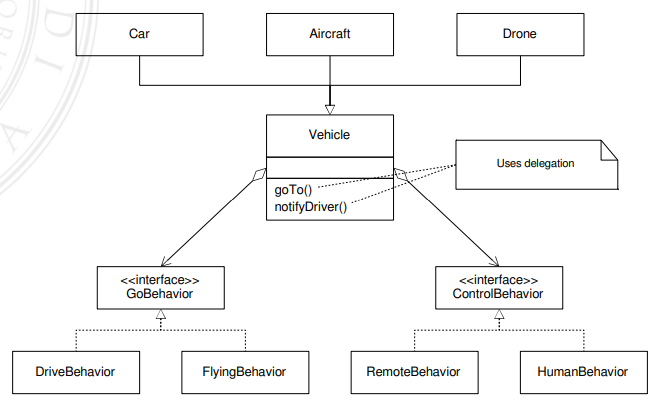 Car
Aircraft
Drone
Vehicle
Uses delegation
goTo()
notifyDriver()
<<interface>>
GoBehavior
<<interface>>
ControlBehavior
DriveBehavior
FlyingBehavior
RemoteBehavior
HumanBehavior